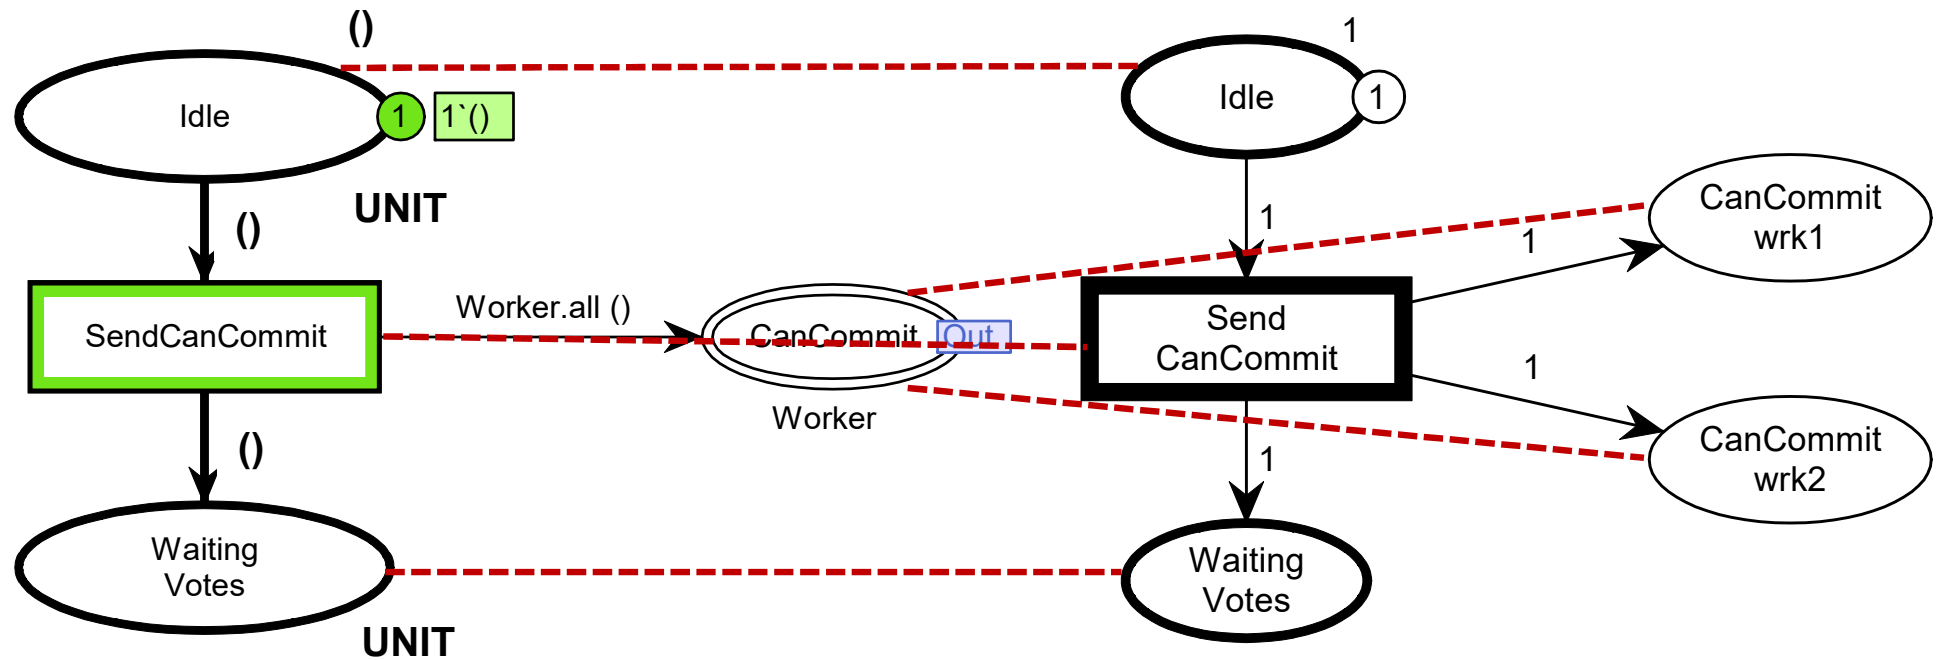 ()
1
Idle
1
1`()
Idle
1
UNIT
()
1
1
CanCommit
wrk1
SendCanCommit
Worker.all ()
CanCommit
Out
Send
CanCommit
1
Worker
()
1
CanCommit
wrk2
Waiting
Votes
Waiting
Votes
UNIT